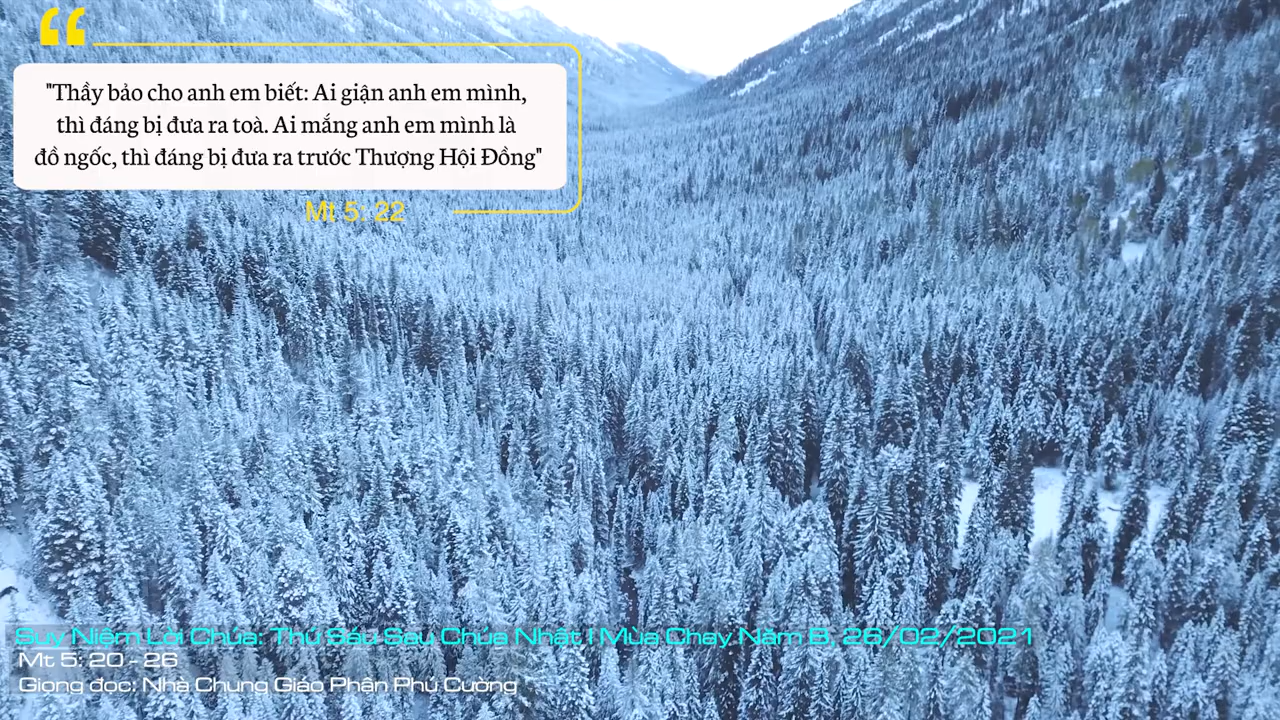 "Thầy bảo cho anh em biết: Ai giận anh em mình,
thì đáng bị đưa ra toà. Ai mắng anh em mình là
đồ ngốc, thì đáng bị đưa ra trước Thượng Hội Đồng"
Mt 5: 22
Suy Niệm Lời Chúa: Thứ Sáu Sau Chúa Nhật I Mùa Chay Năm B, 26/02/2021
Mt 5: 20 - 26
Giọng đọc: Nhà Chung Giáo Phận Phú Cường